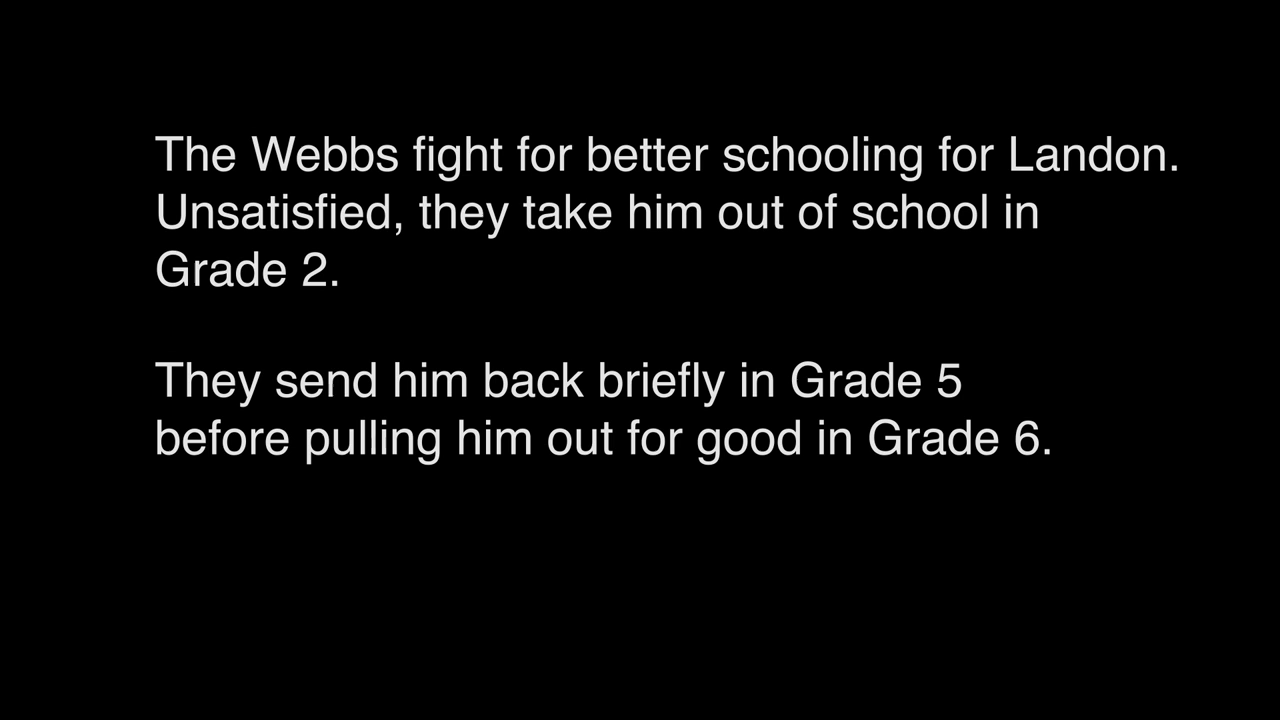 The Webbs fight for better schooling for Landon.
Unsatisfied, they take him out of school in
Grade 2.
They send him back briefly in Grade 5
before pulling him out for good in Grade 6.